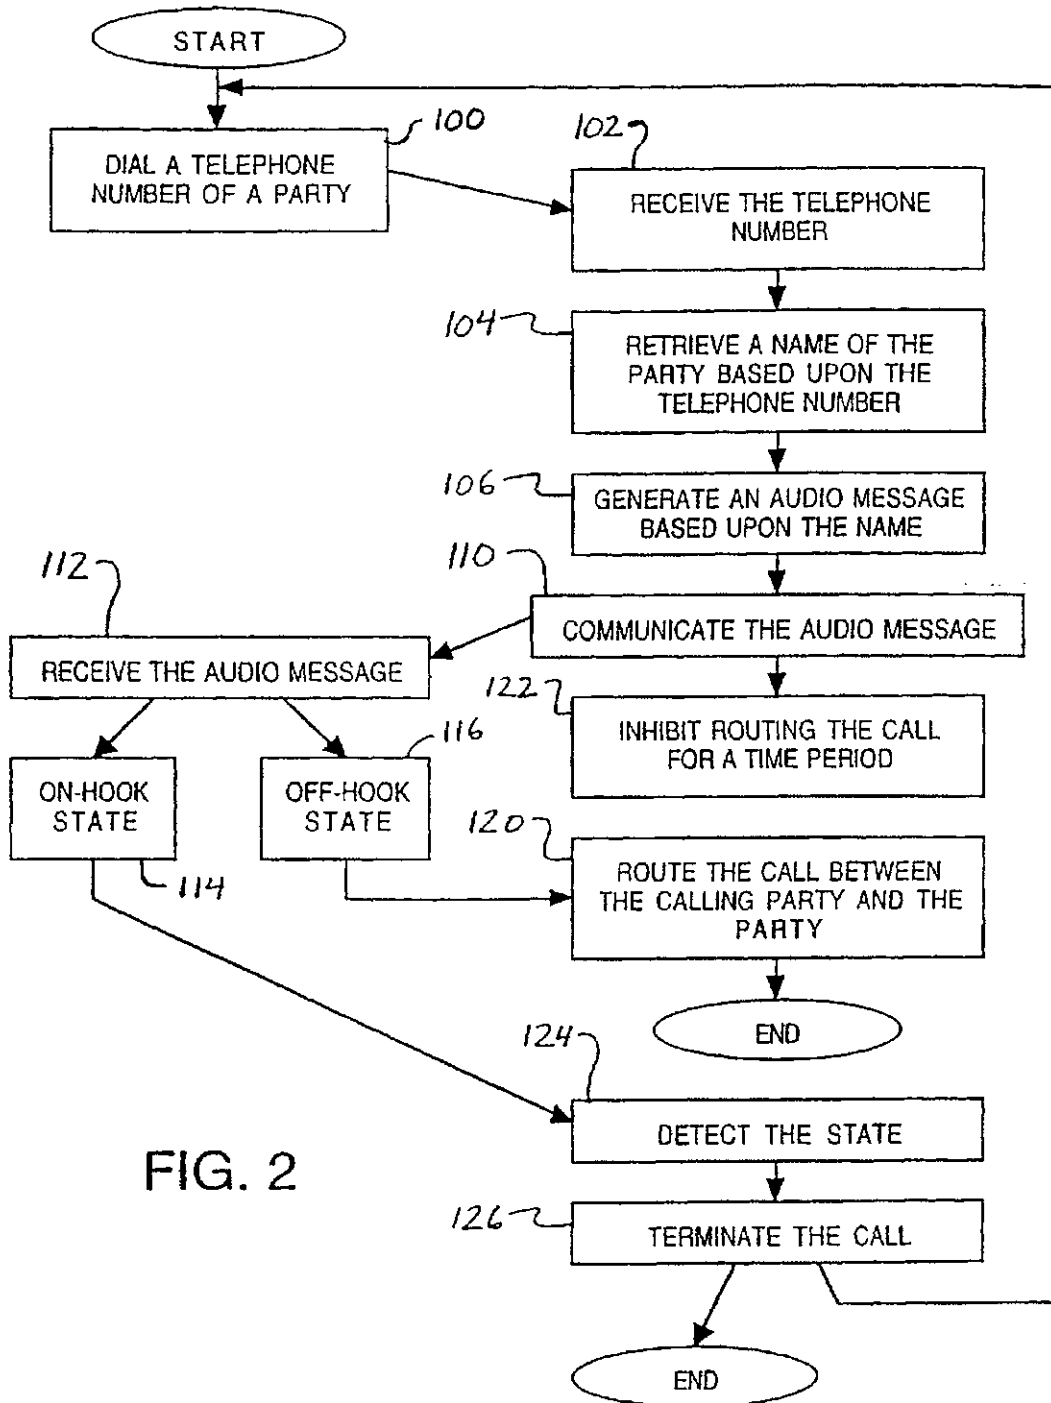 START
100
DIAL A TELEPHONE
NUMBER OF A PARTY
102
RECEIVE THE TELEPHONE
NUMBER
104
RETRIEVE A NAME OF THE
PARTY BASED UPON THE
TELEPHONE NUMBER
106
GENERATE AN AUDIO MESSAGE
BASED UPON THE NAME
110
COMMUNICATE THE AUDIO MESSAGE
112
RECEIVE THE AUDIO MESSAGE
122
INHIBIT ROUTING THE CALL
FOR A TIME PERIOD
ON-HOOK
STATE
114
116
OFF-HOOK
STATE
120
ROUTE THE CALL BETWEEN
THE CALLING PARTY AND THE
PARTY
END
124
DETECT THE STATE
126
TERMINATE THE CALL
END
FIG. 2